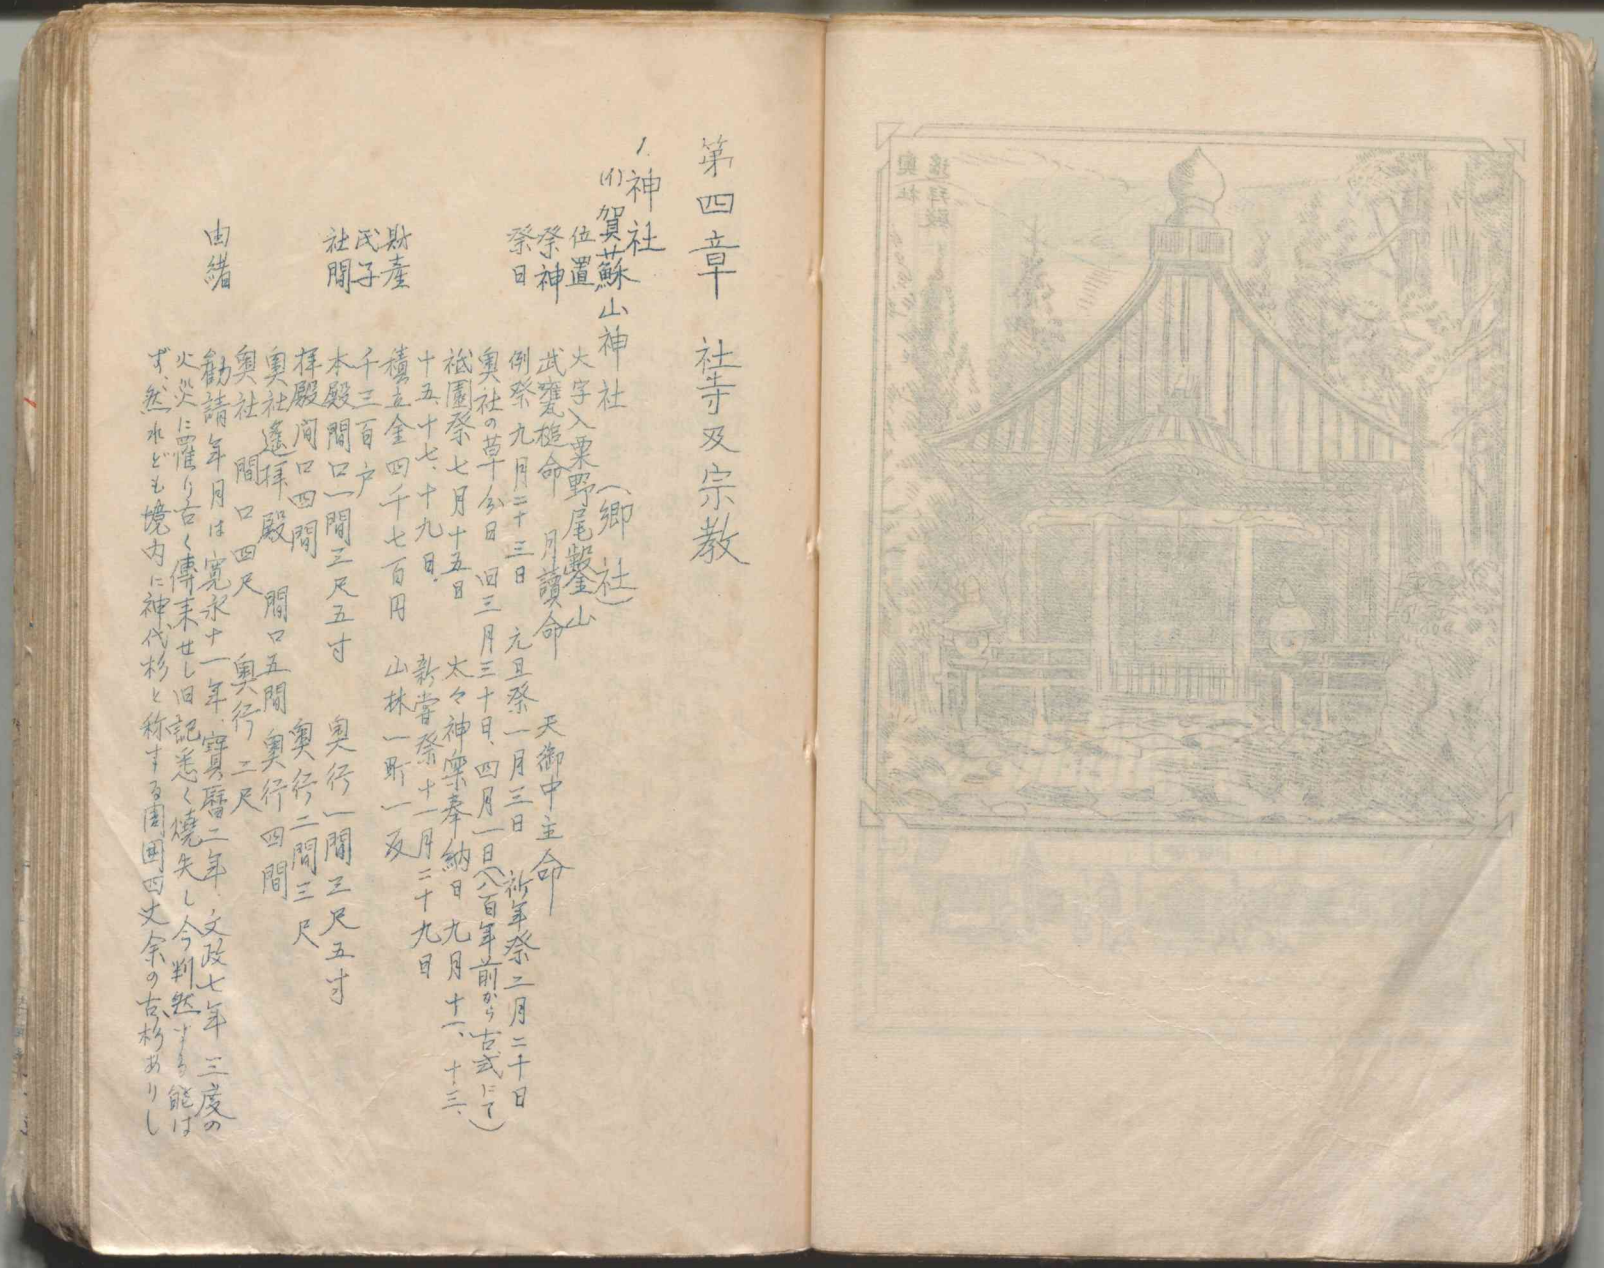 第四章　社寺及宗教
1. 神社
(イ) 賀蘇山神社　(郷社)
位置　大字入粟野尾鑿山
祭神　武甕槌命　月讀命　天御中主命
祭日　例祭九月二十三日　元旦祭一月三日　祈年祭二月二十日
奥社の草分日　旧三月三十日、四月一日(八百年前から古式にて)
祗園祭七月十五日　太々神楽奉納日　九月十一、十三、
十五、十七、十九日.　新嘗祭十一月二十九日
財産　積立金四千七百円　山林一町一反
氏子　千三百戸
社間　本殿間口一間三尺五寸　奥行一間三尺五寸
拝殿间口四間　奥行二間三尺
奥社遙拝殿　間口五間　奥行四間
奥社　間口四尺　奥行二尺
由緒　勧請年月は寛永十一年、寳暦二年、文政七年三度の
火災に罹り古く傳来せし旧記悉く燒失し今判然する能は
ず、然れども境内に神代杉と称する周囲四丈余の古杉ありし
奥社
遙拝殿